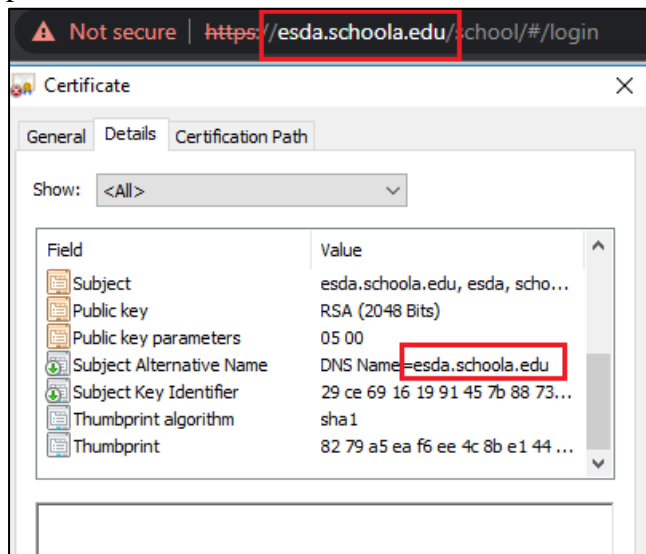 Not secure | https://esda.schoola.edu/school/#/login
Certificate
General Details Certification Path
Show: <All>
Field Value
Subject esda.schoola.edu, esda, scho...
Public key RSA (2048 Bits)
Public key parameters 05 00
Subject Alternative Name DNS Name=esda.schoola.edu
Subject Key Identifier 29 ce 69 16 19 91 45 7b 88 73...
Thumbprint algorithm sha1
Thumbprint 82 79 a5 ea f6 ee 4c 8b e1 44 ...